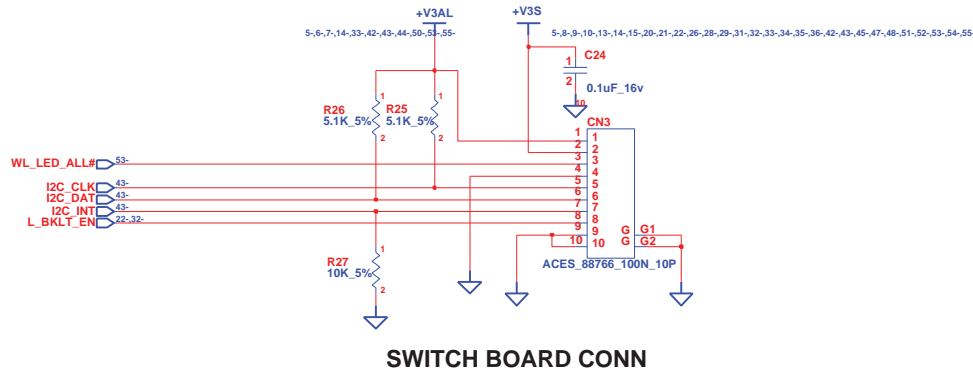 +V3AL +V3S
5-,6-,7-,14-,33-,42-,43-,44-,50-,53-,55- 5-,8-,9-,10-,13-,14-,15-,20-,21-,22-,26-,28-,29-,31-,32-,33-,34-,35-,36-,42-,43-,45-,47-,48-,51-,52-,53-,54-,55-
1 C24
2 0.1uF_16v
10
1 1
R26 R25
5.1K_5% 5.1K_5%
2 2
CN3
1 1
2 2
WL_LED_ALL# 53- 3 3
4 4
I2C_CLK 43- 5 5
I2C_DAT 43- 6 6
I2C_INT 43- 7 7
L_BKLT_EN 22-,32- 8 8
9 9 G G1
10 10 G G2
ACES_88766_100N_10P
1
R27
10K_5%
2
SWITCH BOARD CONN